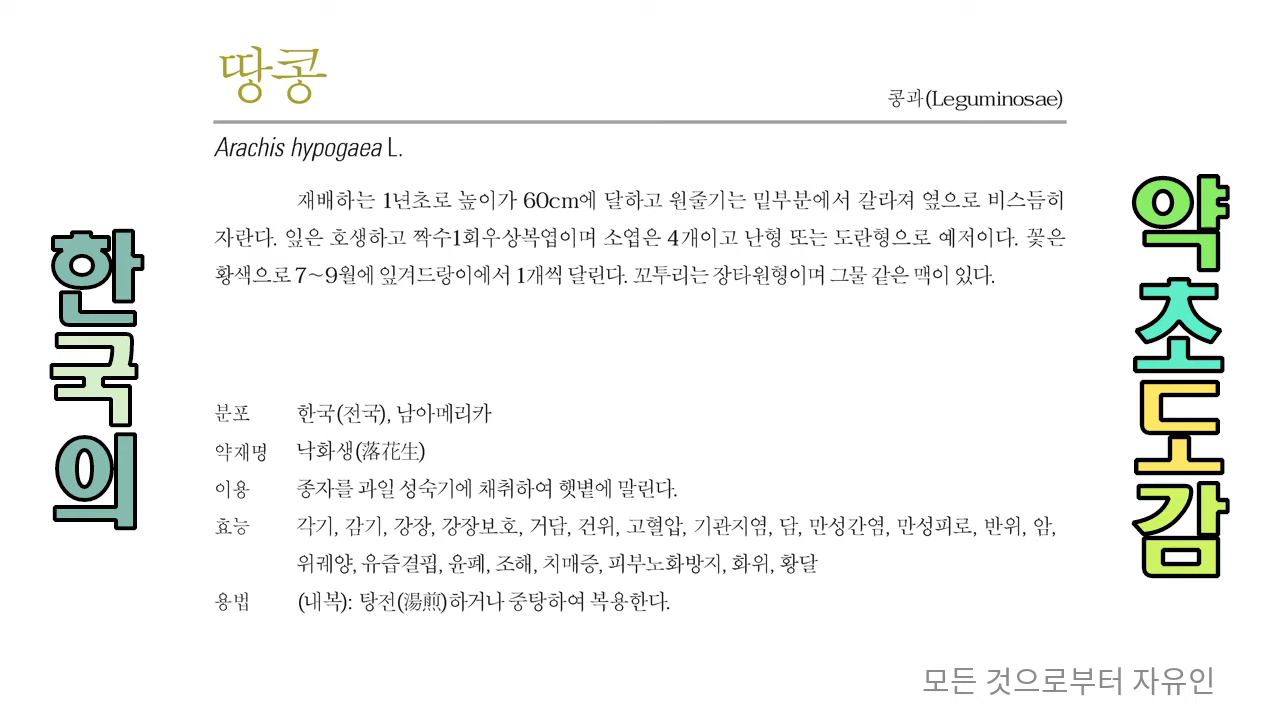 땅콩
콩과(Leguminosae)
Arachis hypogaea L.
재배하는 1년초로 높이가 60cm에 달하고 원줄기는 밑부분에서 갈라져 옆으로 비스듬히
자란다. 잎은 호생하고 짝수1회우상복엽이며 소엽은 4개이고 난형 또는 도란형으로 예저이다. 꽃은
황색으로 7~9월에 잎겨드랑이에서 1개씩 달린다. 꼬투리는 장타원형이며 그물 같은 맥이 있다.
분포 한국(전국), 남아메리카
약재명 낙화생(落花生)
이용 종자를 과일 성숙기에 채취하여 햇볕에 말린다.
효능 각기, 감기, 강장, 강장보호, 거담, 건위, 고혈압, 기관지염, 담, 만성간염, 만성피로, 반위, 암,
위궤양, 유즙결핍, 윤폐, 조해, 치매증, 피부노화방지, 화위, 황달
용법 (내복): 탕전(湯煎)하거나 중탕하여 복용한다.
한국의
약초도감
모든 것으로부터 자유인